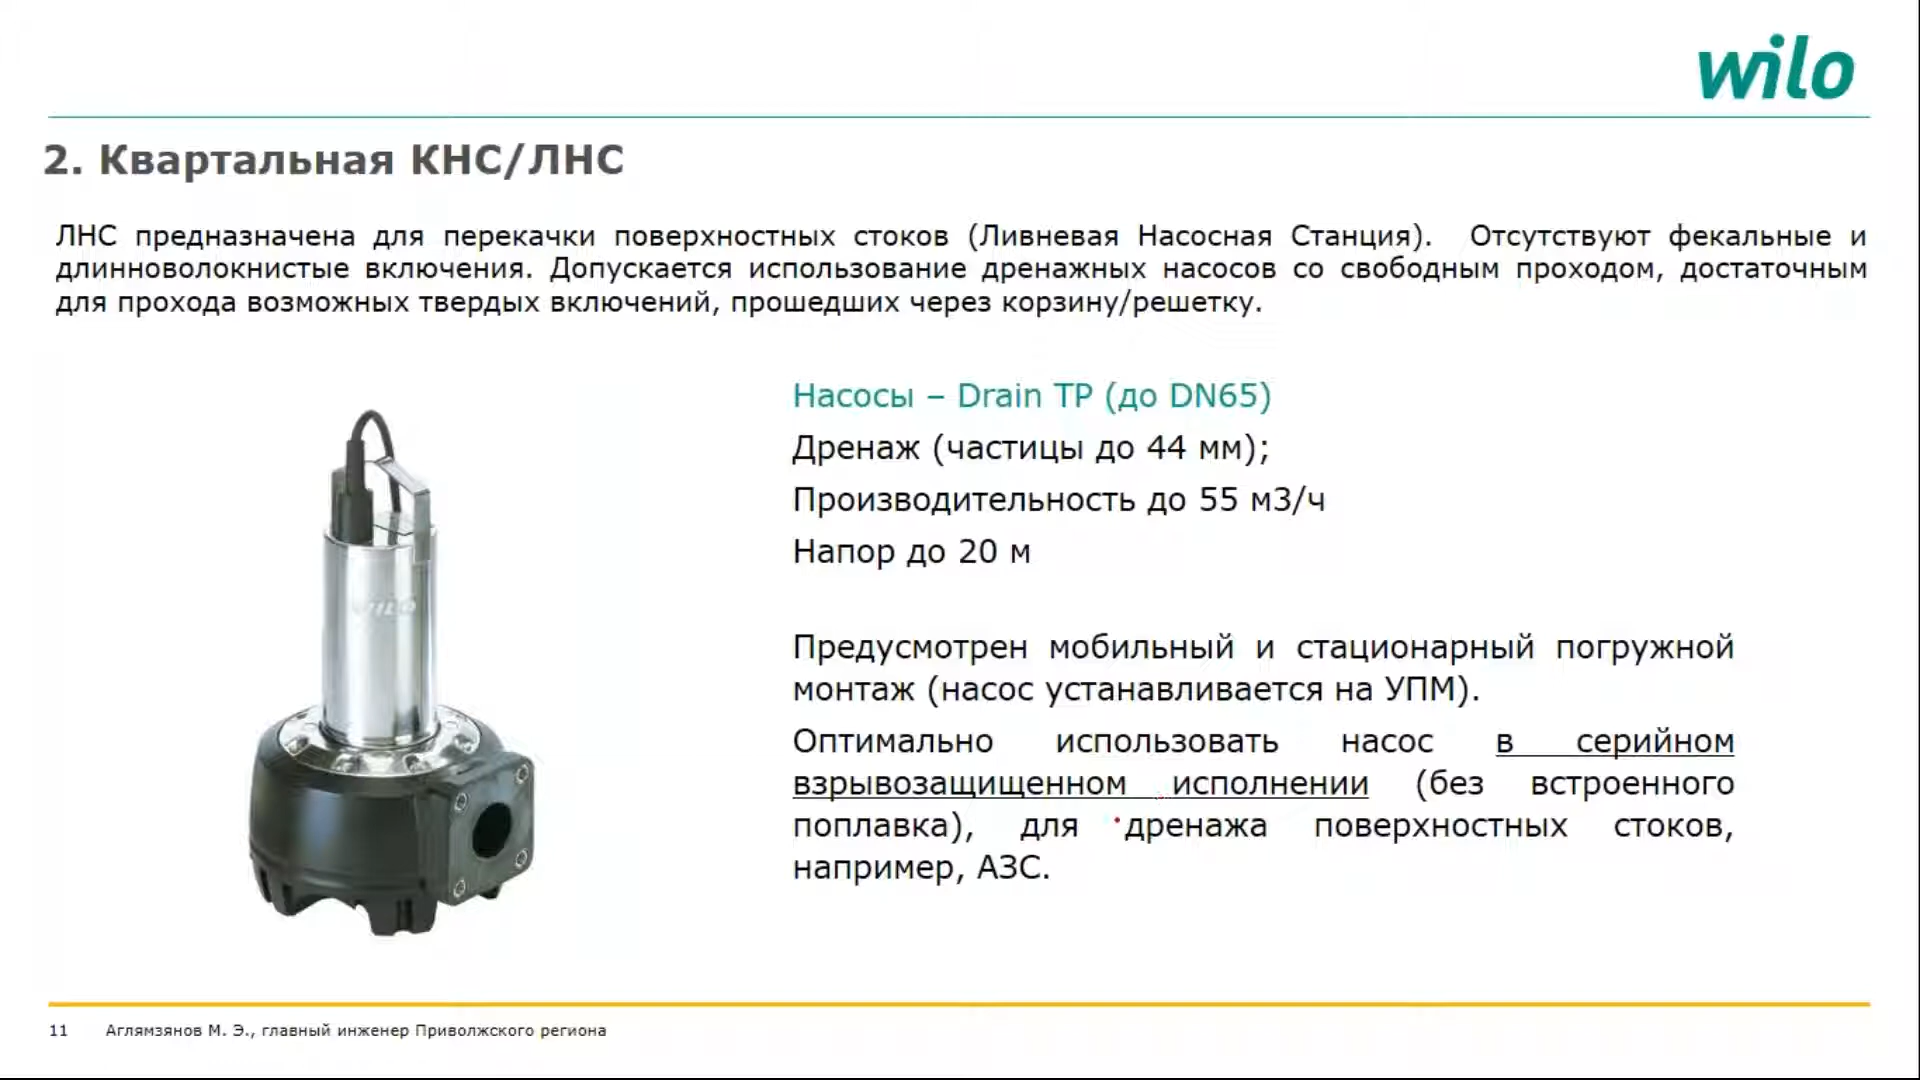 wilo
2. Квартальная КНС/ЛНС
ЛНС предназначена для перекачки поверхностных стоков (Ливневая Насосная Станция). Отсутствуют фекальные и
длинноволокнистые включения. Допускается использование дренажных насосов со свободным проходом, достаточным
для прохода возможных твердых включений, прошедших через корзину/решетку.
Насосы – Drain TP (до DN65)
Дренаж (частицы до 44 мм);
Производительность до 55 м3/ч
Напор до 20 м
WILO
Предусмотрен мобильный и стационарный погружной
монтаж (насос устанавливается на УПМ).
Оптимально использовать насос в серийном
взрывозащищенном исполнении (без встроенного
поплавка), для дренажа поверхностных стоков,
например, АЗС.
11 Аглямзянов М. Э., главный инженер Приволжского региона